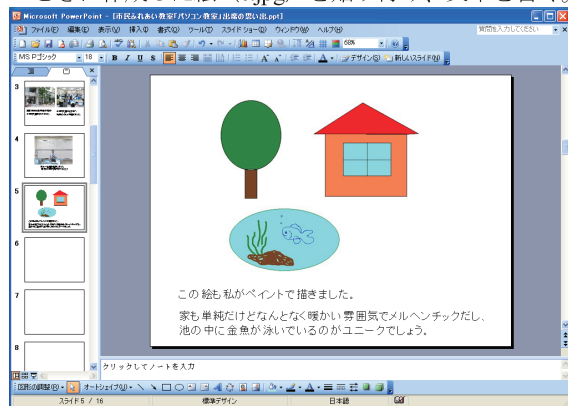 Microsoft PowerPoint - [市民ふれあい教室「パソコン教室」出席の思い出.ppt]
ファイル(F) 編集(E) 表示(V) 挿入(I) 書式(O) ツール(T) スライド ショー(D) ウィンドウ(W) ヘルプ(H)
質問を入力してください
68%
MS Pゴシック 18 B I U S デザイン(S) 新しいスライド(N)
3
4
5
6
7
8
この絵も私がペイントで描きました。
家も単純だけどなんとなく暖かい雰囲気でメルヘンチックだし、
池の中に金魚が泳いでいるのがユニークでしょう。
クリックしてノートを入力
図形の調整(R) オートシェイプ(U)
スライド 5 / 16 標準デザイン 日本語